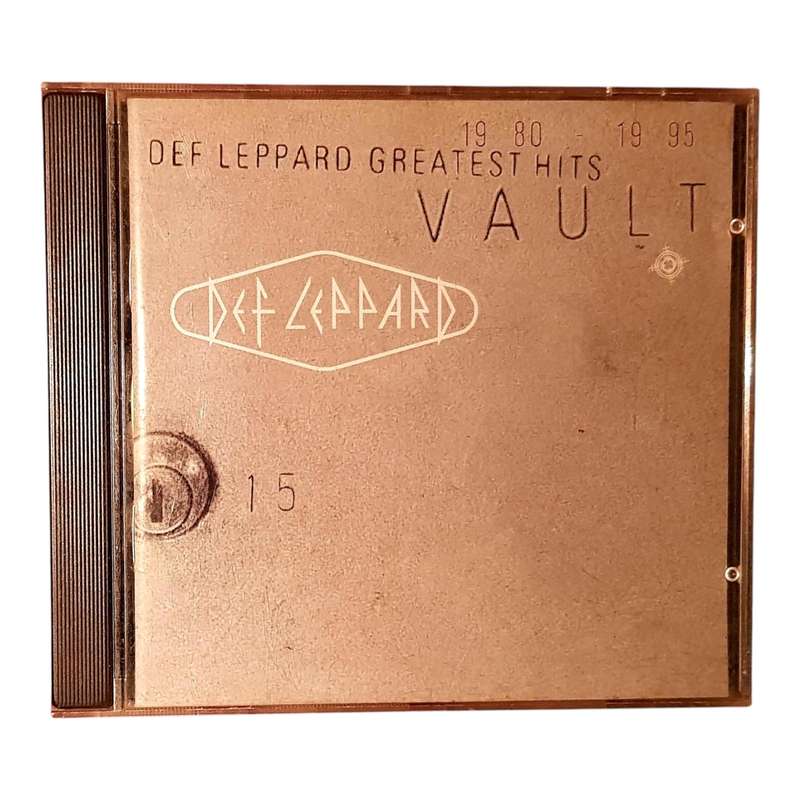 19 80 - 19 95
DEF LEPPARD GREATEST HITS
VAULT
DEF LEPPARD
15